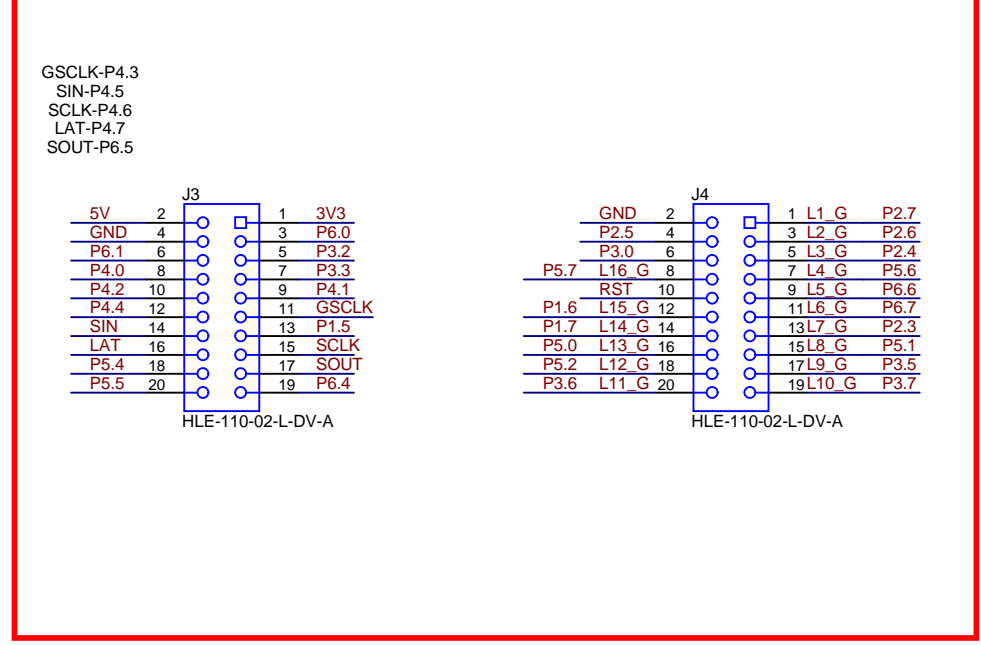 GSCLK-P4.3
SIN-P4.5
SCLK-P4.6
LAT-P4.7
SOUT-P6.5
J3
5V 2 1 3V3
GND 4 3 P6.0
P6.1 6 5 P3.2
P4.0 8 7 P3.3
P4.2 10 9 P4.1
P4.4 12 11 GSCLK
SIN 14 13 P1.5
LAT 16 15 SCLK
P5.4 18 17 SOUT
P5.5 20 19 P6.4
HLE-110-02-L-DV-A
J4
GND 2 1 L1_G P2.7
P2.5 4 3 L2_G P2.6
P3.0 6 5 L3_G P2.4
P5.7 L16_G 8 7 L4_G P5.6
RST 10 9 L5_G P6.6
P1.6 L15_G 12 11 L6_G P6.7
P1.7 L14_G 14 13 L7_G P2.3
P5.0 L13_G 16 15 L8_G P5.1
P5.2 L12_G 18 17 L9_G P3.5
P3.6 L11_G 20 19 L10_G P3.7
HLE-110-02-L-DV-A